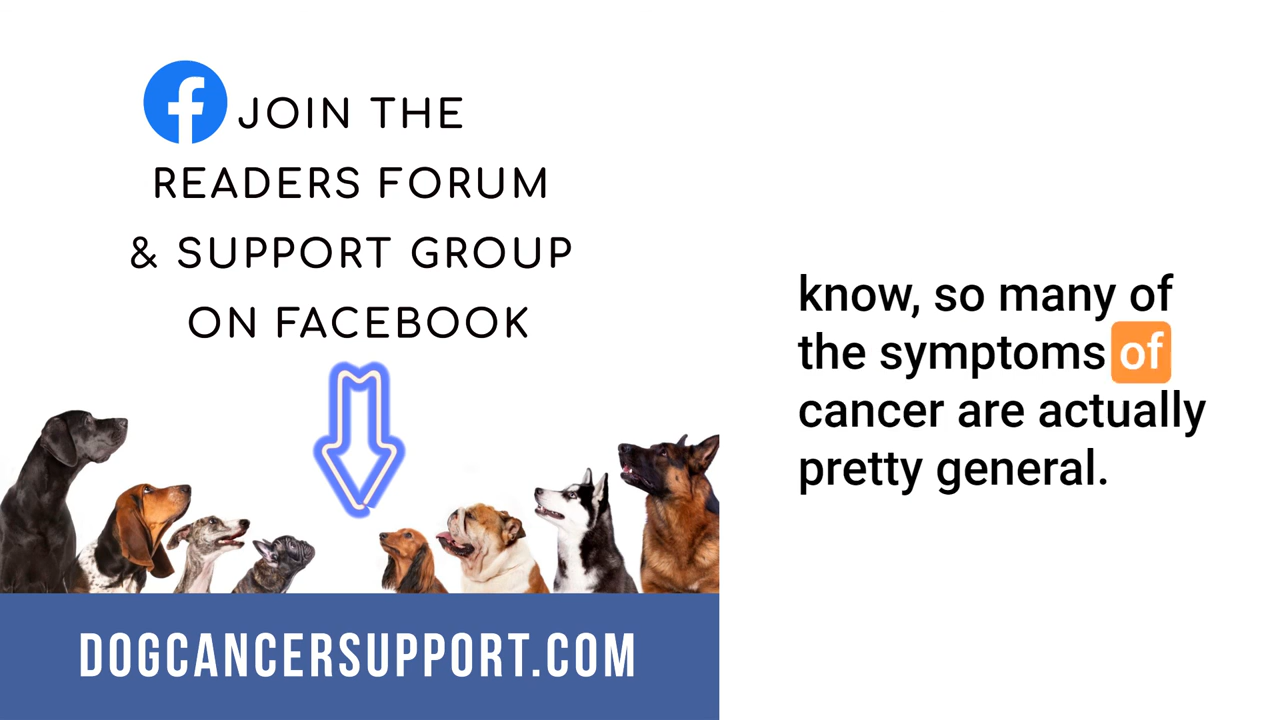 JOIN THE
READERS FORUM
& SUPPORT GROUP
ON FACEBOOK
DOGCANCERSUPPORT.COM
know, so many of
the symptoms of
cancer are actually
pretty general.